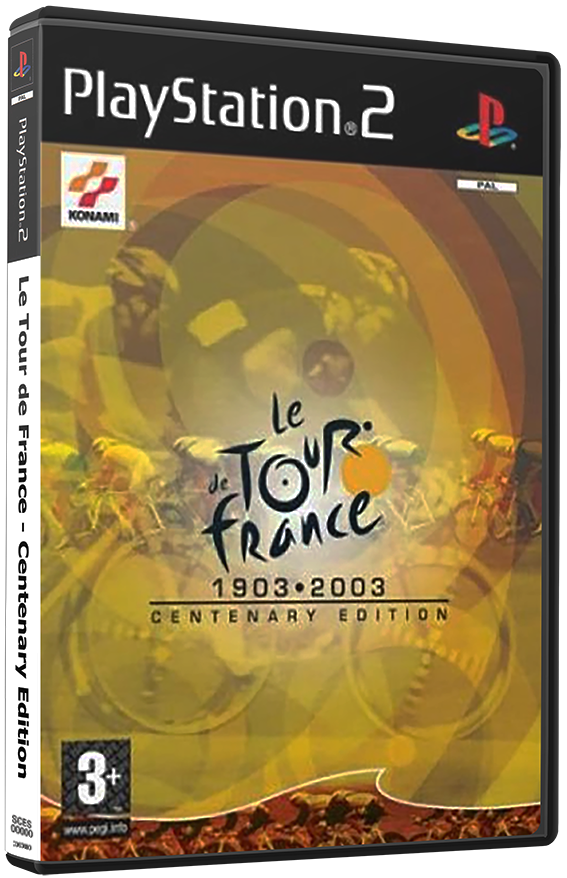 PAL
PlayStation®2
Le Tour de France - Centenary Edition
SCES
00000
PlayStation®2
PAL
KONAMI
®
Le
de TOUR
france
1903•2003
CENTENARY EDITION
3+
www.pegi.info